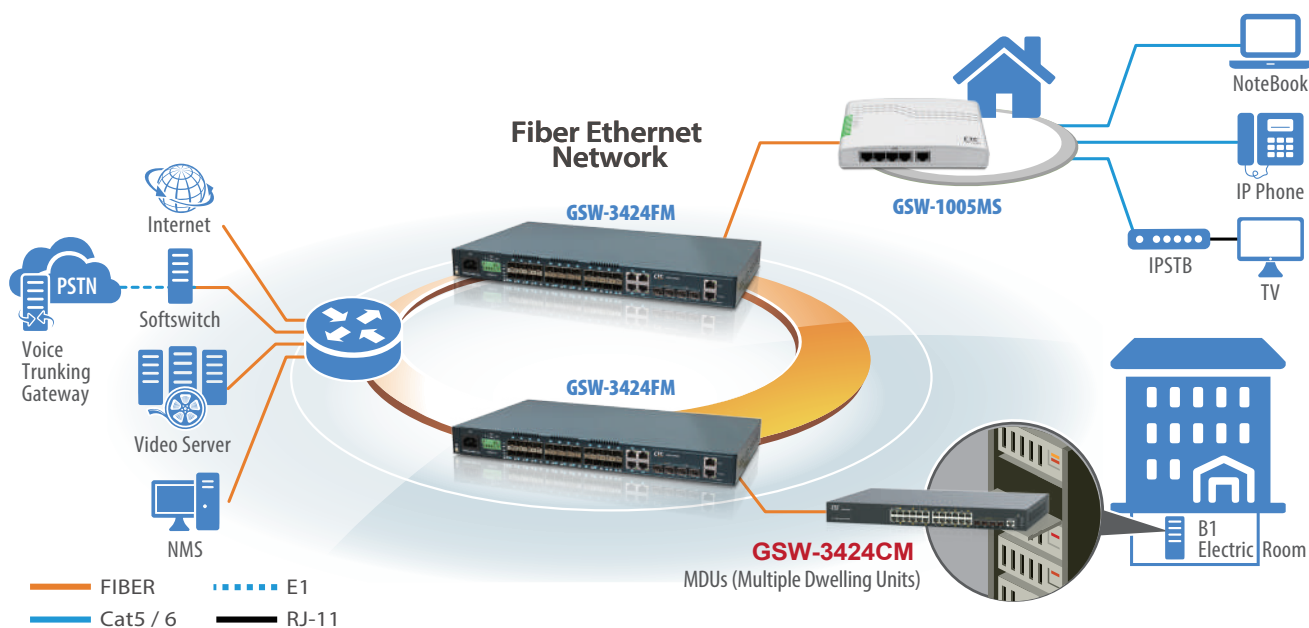 Fiber Ethernet
Network
NoteBook
IP Phone
GSW-1005MS
IPSTB
TV
GSW-3424FM
Internet
PSTN
Softswitch
Voice
Trunking
Gateway
Video Server
NMS
GSW-3424FM
GSW-3424CM
MDUs (Multiple Dwelling Units)
B1
Electric Room
FIBER
E1
Cat5 / 6
RJ-11